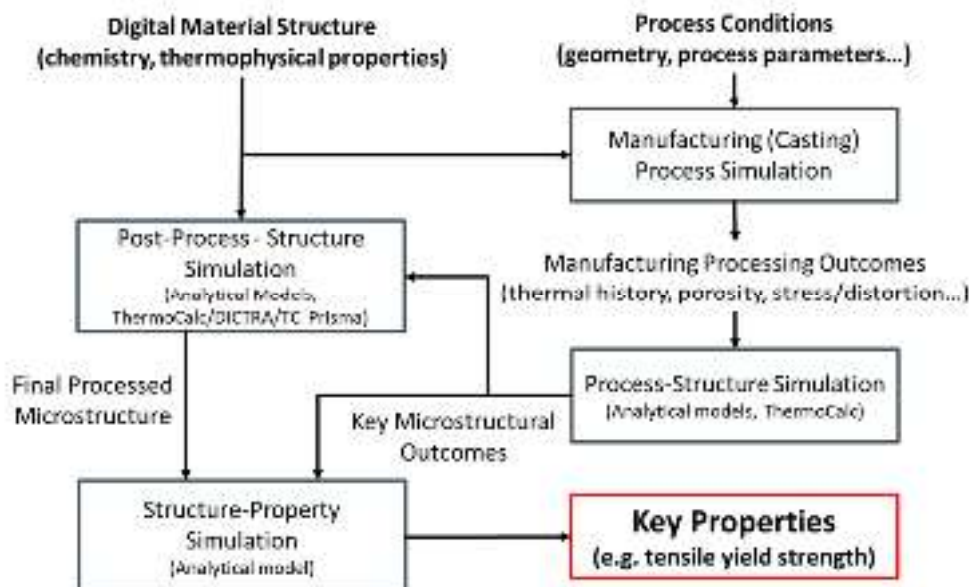 Digital Material Structure
(chemistry, thermophysical properties)
Process Conditions
(geometry, process parameters...)
Manufacturing (Casting)
Process Simulation
Post-Process - Structure
Simulation
(Analytical Models,
ThermoCalc/DICTRA/TC Prisma)
Manufacturing Processing Outcomes
(thermal history, porosity, stress/distortion...)
Final Processed
Microstructure
Process-Structure Simulation
(Analytical models, ThermoCalc)
Key Microstructural
Outcomes
Structure-Property
Simulation
(Analytical model)
Key Properties
(e.g. tensile yield strength)